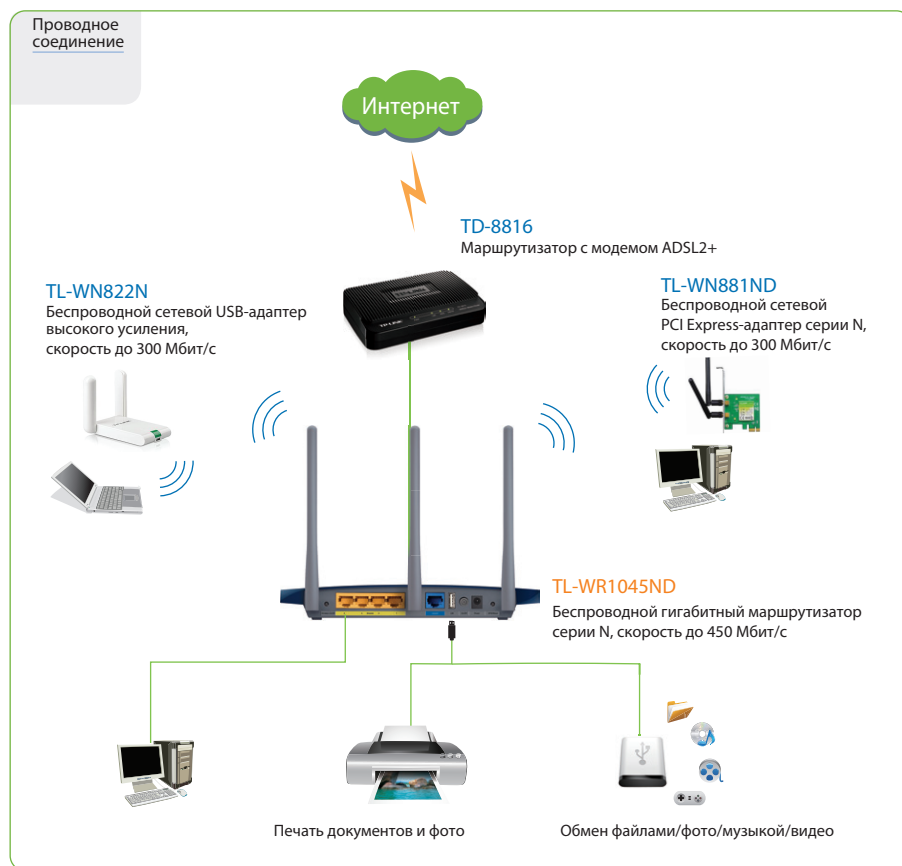 Проводное
соединение
Интернет
TD-8816
Маршрутизатор с модемом ADSL2+
TL-WN822N
Беспроводной сетевой USB-адаптер
высокого усиления,
скорость до 300 Мбит/с
TL-WN881ND
Беспроводной сетевой
PCI Express-адаптер серии N,
скорость до 300 Мбит/с
TP-LINK
TL-WR1045ND
Беспроводной гигабитный маршрутизатор
серии N, скорость до 450 Мбит/с
Печать документов и фото
Обмен файлами/фото/музыкой/видео